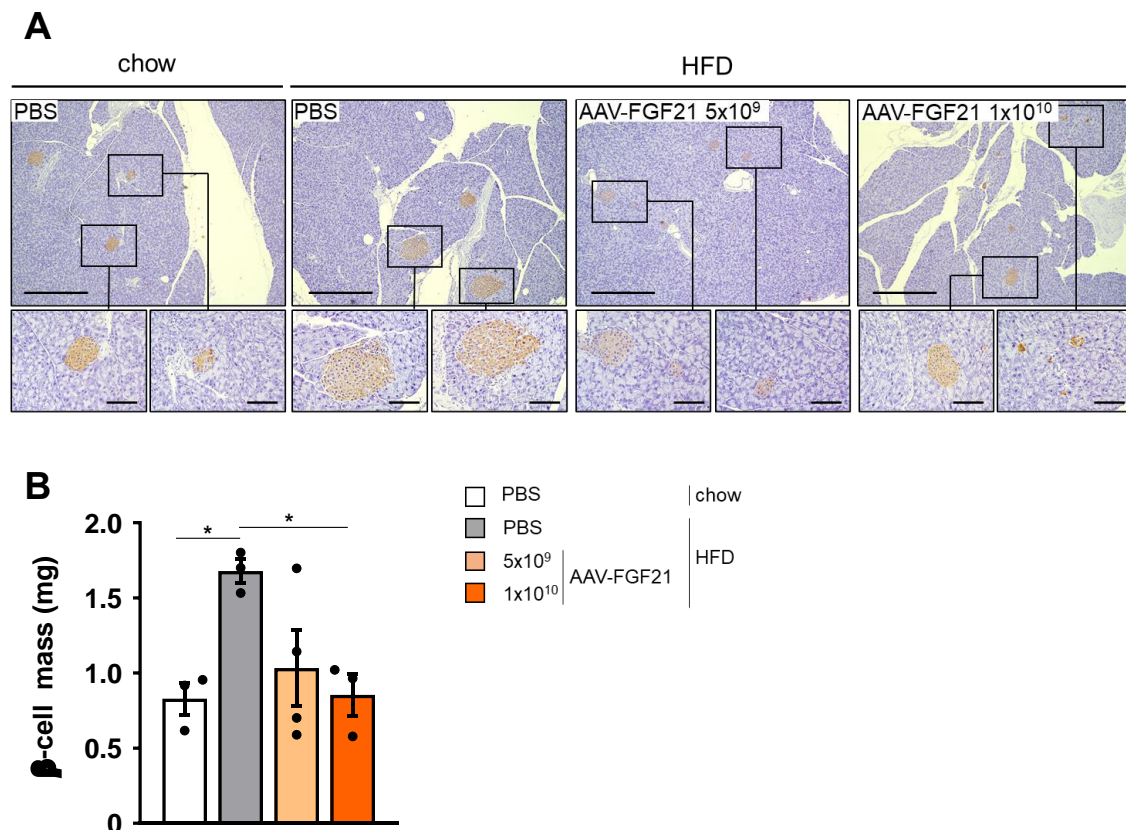 A
chow
HFD
PBS
PBS
AAV-FGF21 5x10⁹
AAV-FGF21 1x10¹⁰
B
β-cell mass (mg)
2.0
1.5
1.0
0.5
0
*
*
PBS
chow
PBS
HFD
5x10⁹
AAV-FGF21
1x10¹⁰